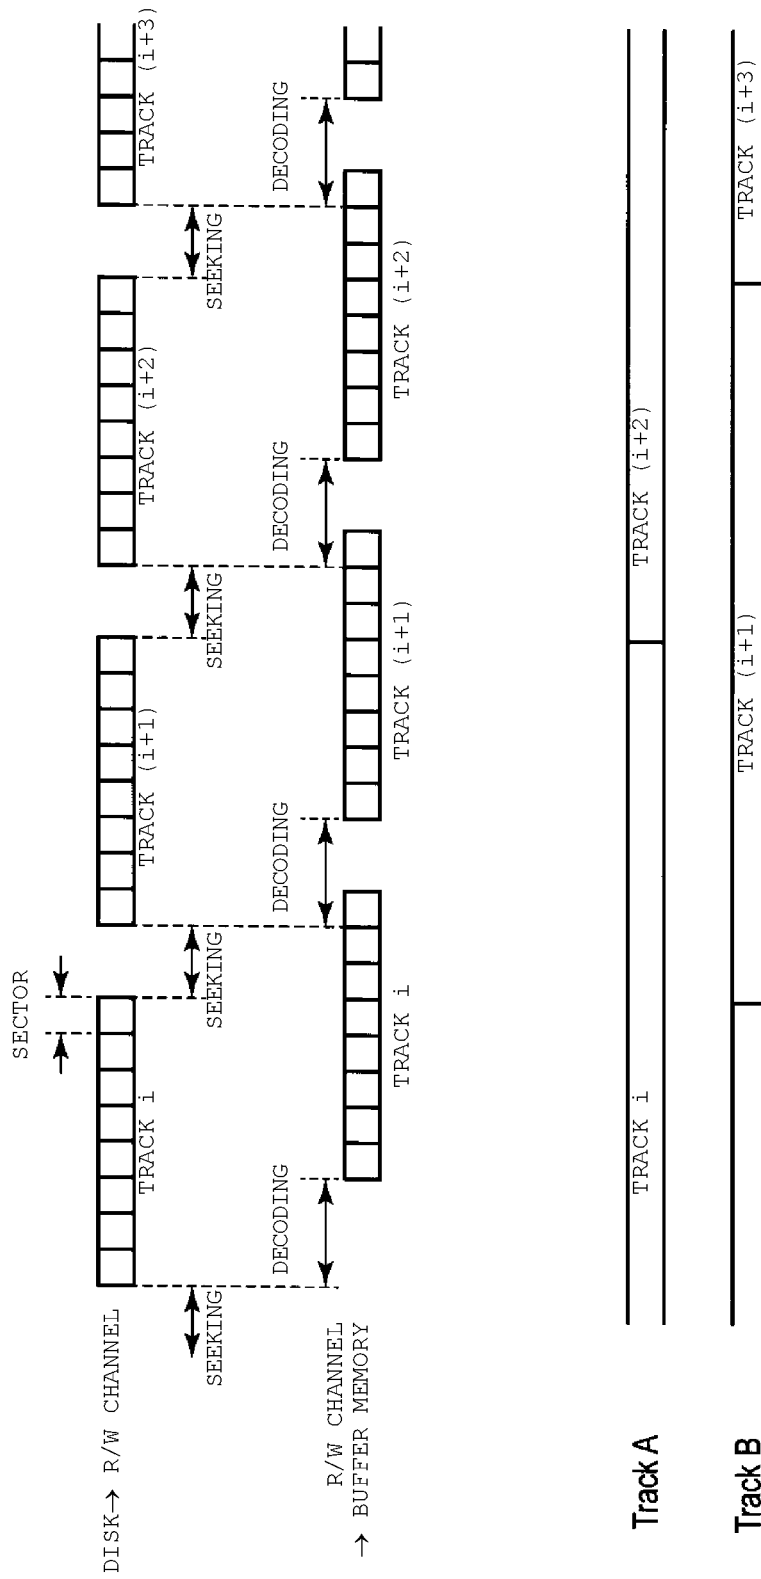 SECTOR
DISK→ R/W CHANNEL
TRACK i
TRACK (i+1)
TRACK (i+2)
TRACK (i+3)
SEEKING
SEEKING
SEEKING
SEEKING
DECODING
DECODING
DECODING
DECODING
R/W CHANNEL
→ BUFFER MEMORY
TRACK i
TRACK (i+1)
TRACK (i+2)
Track A
TRACK i
TRACK (i+2)
Track B
TRACK (i+1)
TRACK (i+3)